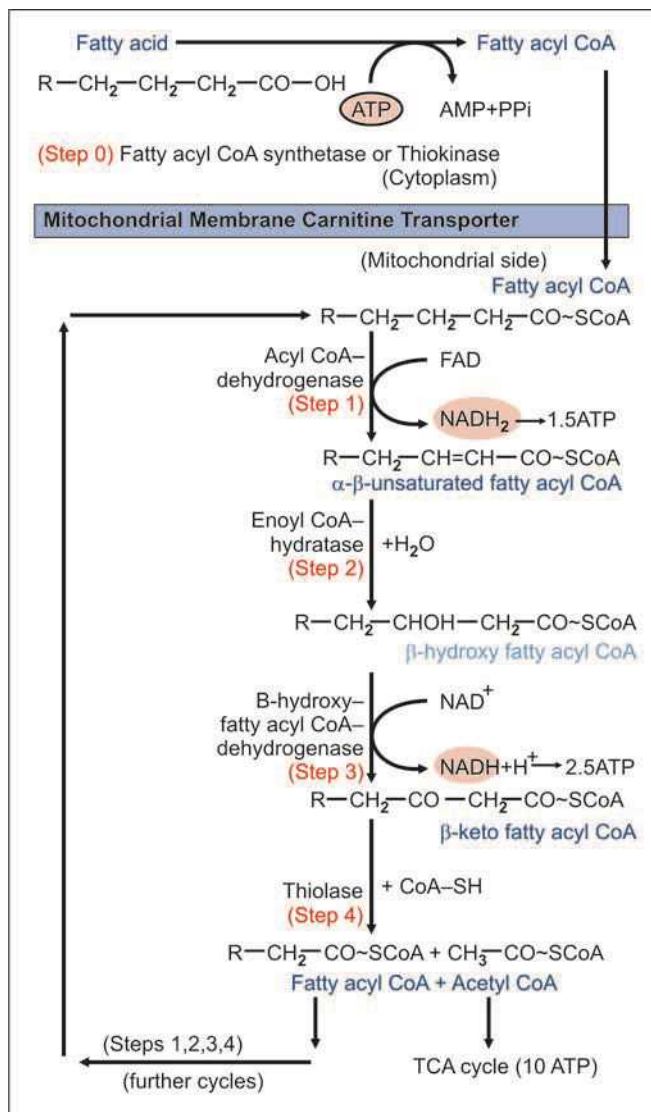 Fatty acid
Fatty acyl CoA
R—CH₂—CH₂—CH₂—CO—OH
ATP
AMP+PPi
(Step 0) Fatty acyl CoA synthetase or Thiokinase
(Cytoplasm)
Mitochondrial Membrane Carnitine Transporter
(Mitochondrial side)
Fatty acyl CoA
R—CH₂—CH₂—CH₂—CO~SCoA
Acyl CoA–
dehydrogenase
(Step 1)
FAD
NADH₂
1.5ATP
R—CH₂—CH=CH—CO~SCoA
α-β-unsaturated fatty acyl CoA
Enoyl CoA–
hydratase
(Step 2)
+H₂O
R—CH₂—CHOH—CH₂—CO~SCoA
β-hydroxy fatty acyl CoA
B-hydroxy–
fatty acyl CoA–
dehydrogenase
(Step 3)
NAD⁺
NADH+H⁺
2.5ATP
R—CH₂—CO—CH₂—CO~SCoA
β-keto fatty acyl CoA
Thiolase
(Step 4)
+ CoA–SH
R—CH₂—CO~SCoA + CH₃—CO~SCoA
Fatty acyl CoA + Acetyl CoA
(Steps 1,2,3,4)
(further cycles)
TCA cycle (10 ATP)